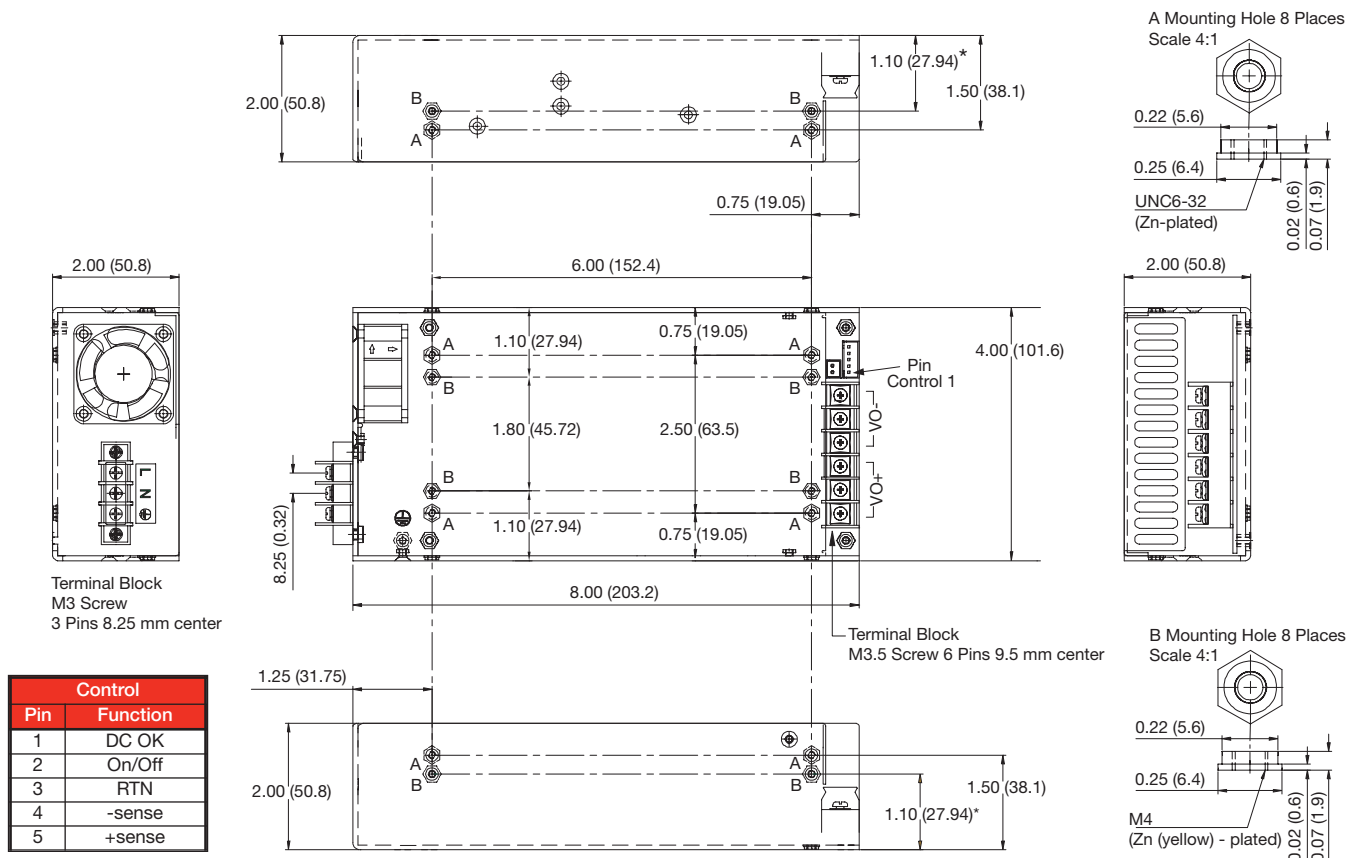 A Mounting Hole 8 Places
Scale 4:1
1.10 (27.94)*
2.00 (50.8)
1.50 (38.1)
B
B
A
A
0.22 (5.6)
0.25 (6.4)
UNC6-32
(Zn-plated)
0.02 (0.6)
0.07 (1.9)
0.75 (19.05)
2.00 (50.8)
6.00 (152.4)
2.00 (50.8)
1.10 (27.94)
0.75 (19.05)
4.00 (101.6)
A
A
B
B
Pin
Control 1
VO-
1.80 (45.72)
2.50 (63.5)
L
N
B
B
VO+
A
A
1.10 (27.94)
0.75 (19.05)
8.25 (0.32)
8.00 (203.2)
Terminal Block
M3 Screw
3 Pins 8.25 mm center
Terminal Block
M3.5 Screw 6 Pins 9.5 mm center
B Mounting Hole 8 Places
Scale 4:1
1.25 (31.75)
Control
Pin Function
1 DC OK
2 On/Off
3 RTN
4 -sense
5 +sense
2.00 (50.8)
A
A
B
B
1.50 (38.1)
1.10 (27.94)*
0.22 (5.6)
0.25 (6.4)
M4
(Zn (yellow) - plated)
0.02 (0.6)
0.07 (1.9)